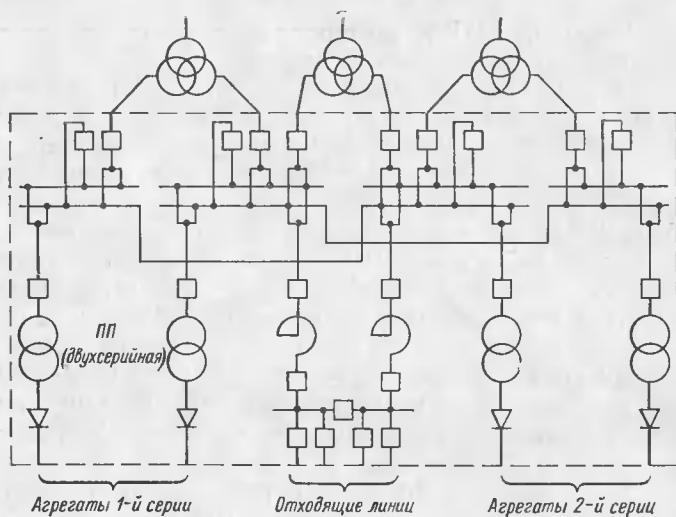 ПП
(двухсерийная)
Агрегаты 1-й серии
Отходящие линии
Агрегаты 2-й серии